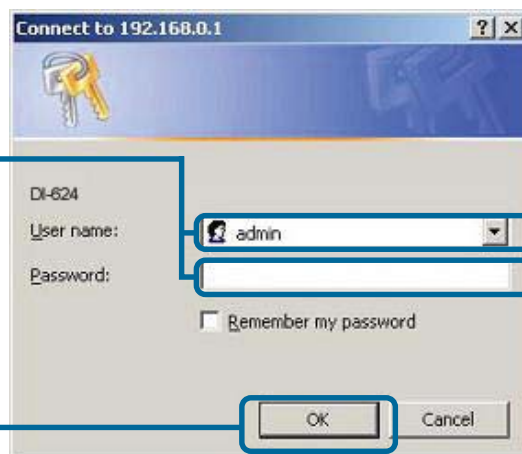 Connect to 192.168.0.1
? X
DI-624
User name:
admin
Password:
Remember my password
OK
Cancel